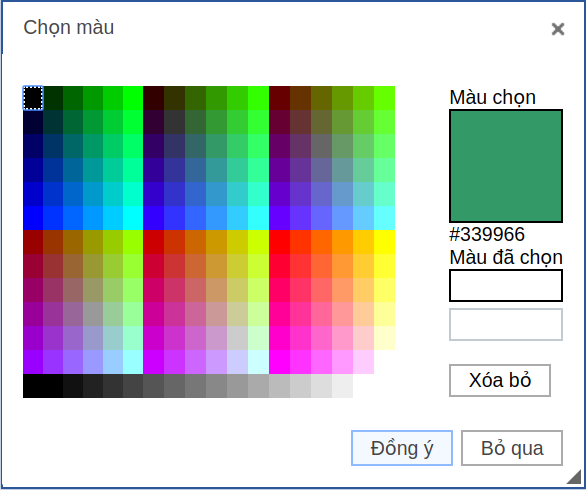 Chọn màu
Màu chọn
#339966
Màu đã chọn
Xóa bỏ
Đồng ý
Bỏ qua